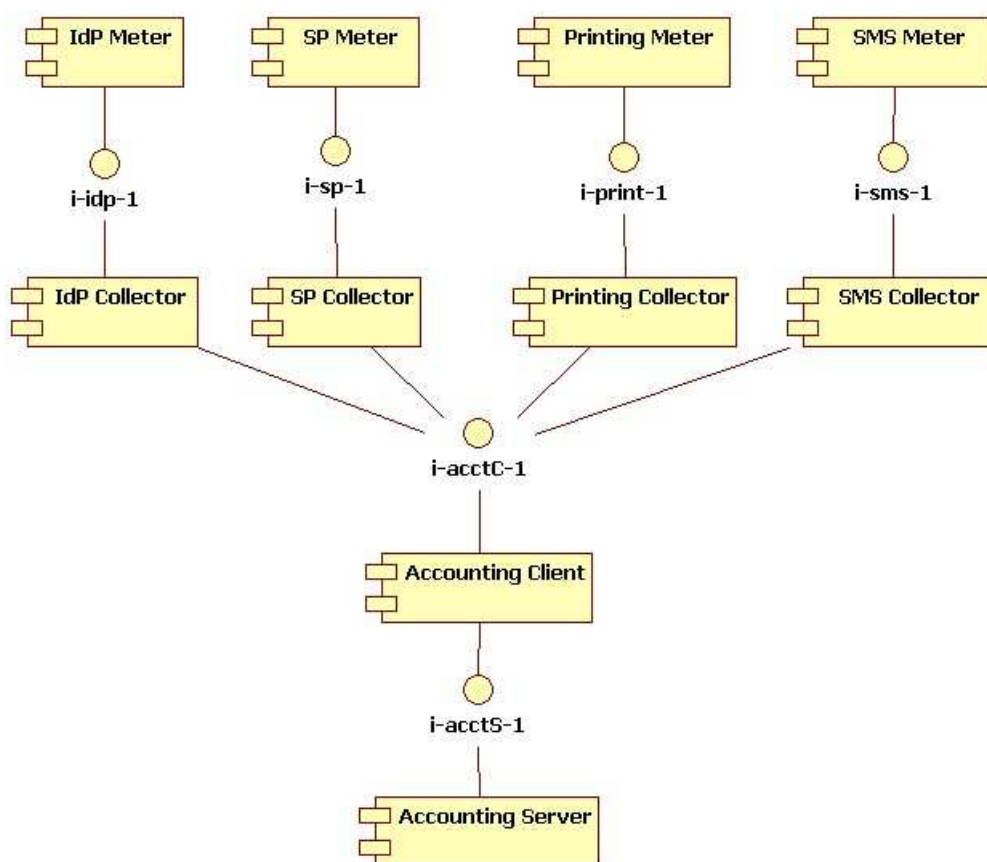 IdP Meter
SP Meter
Printing Meter
SMS Meter
i-idp-1
i-sp-1
i-print-1
i-sms-1
IdP Collector
SP Collector
Printing Collector
SMS Collector
i-acctC-1
Accounting Client
i-acctS-1
Accounting Server